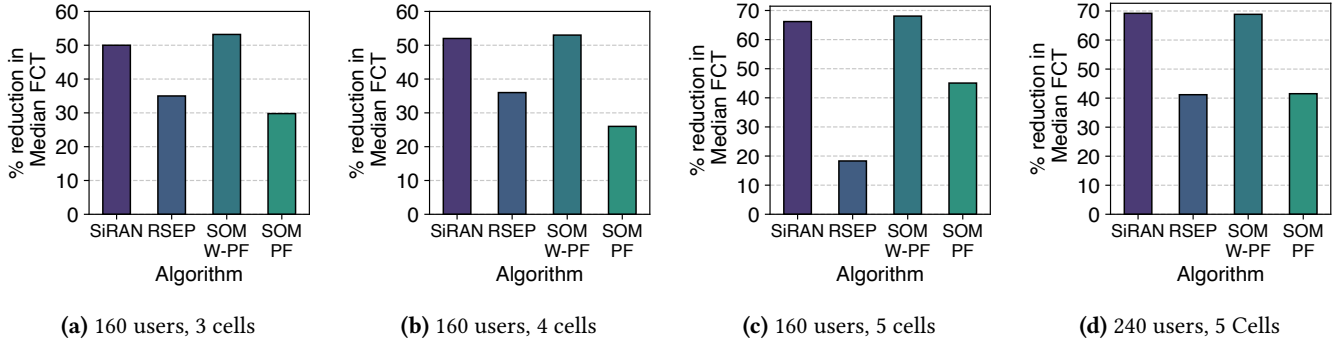 % reduction in
Median FCT
60
50
40
30
20
10
0
SiRAN RSEP SOM SOM
W-PF PF
Algorithm
(a) 160 users, 3 cells
% reduction in
Median FCT
60
50
40
30
20
10
0
SiRAN RSEP SOM SOM
W-PF PF
Algorithm
(b) 160 users, 4 cells
% reduction in
Median FCT
70
60
50
40
30
20
10
0
SiRAN RSEP SOM SOM
W-PF PF
Algorithm
(c) 160 users, 5 cells
% reduction in
Median FCT
70
60
50
40
30
20
10
0
SiRAN RSEP SOM SOM
W-PF PF
Algorithm
(d) 240 users, 5 Cells